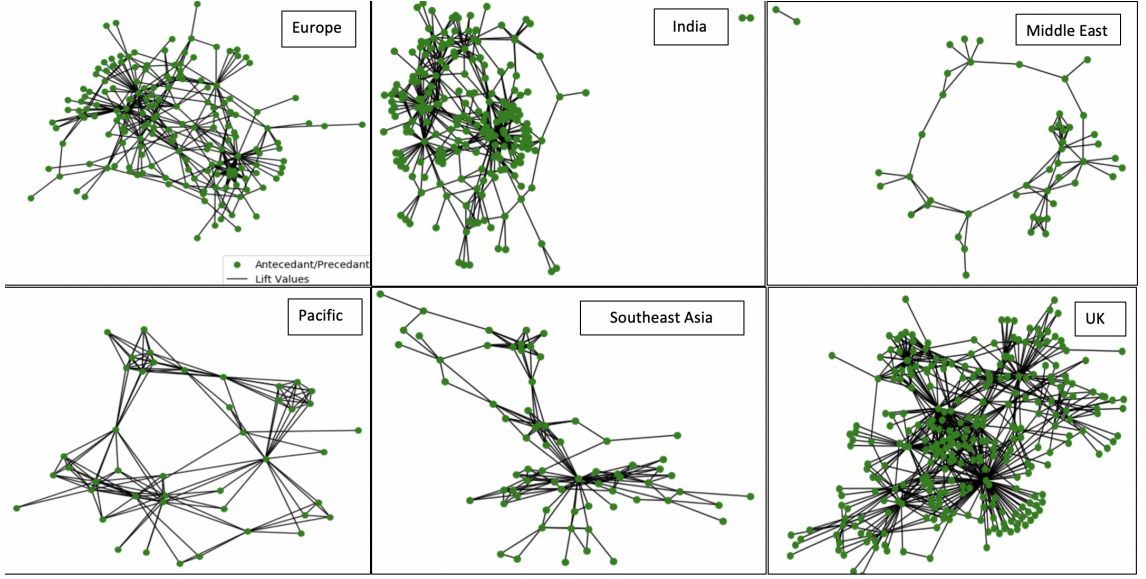 Europe
India
Middle East
Antecedant/Precedant
Lift Values
Pacific
Southeast Asia
UK